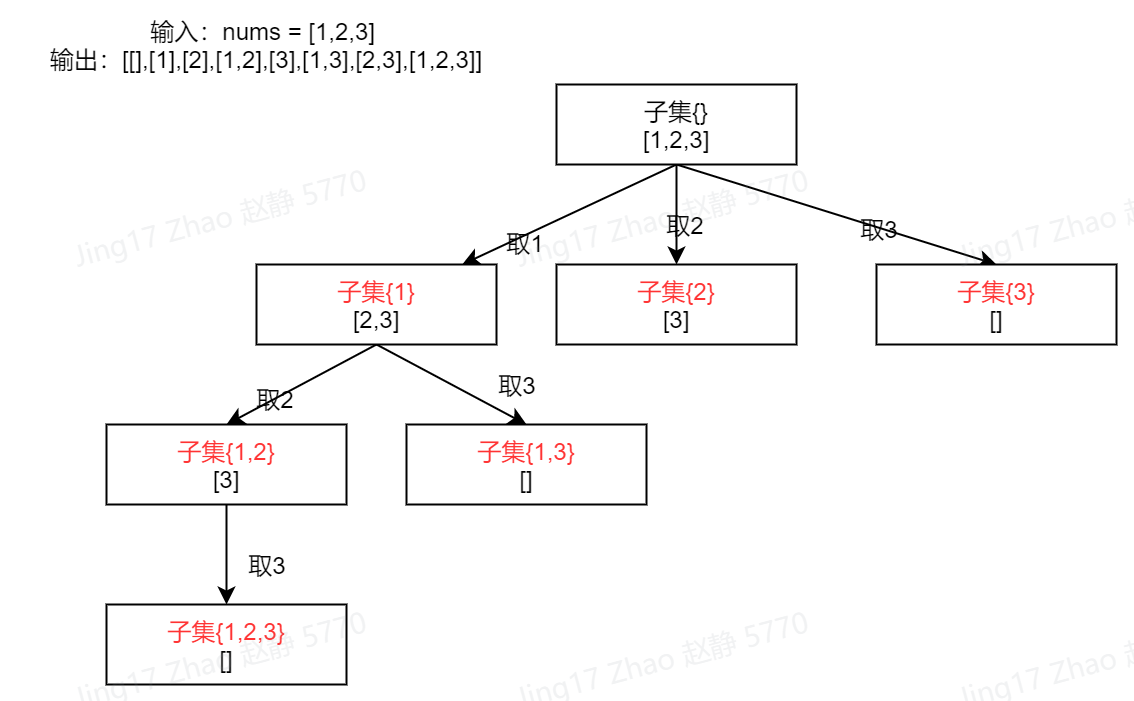 输入：nums = [1,2,3]
输出：[[],[1],[2],[1,2],[3],[1,3],[2,3],[1,2,3]]
子集{}
[1,2,3]
取1
取2
取3
子集{1}
[2,3]
子集{2}
[3]
子集{3}
[]
取2
取3
子集{1,2}
[3]
子集{1,3}
[]
取3
子集{1,2,3}
[]
Jing17 Zhao 赵静 5770
Jing17 Zhao 赵静 5770
Jing17 Zhao 赵
Jing17 Zhao 赵静 5770
Jing17 Zhao 赵静 5770
Jing17 Zhao 赵